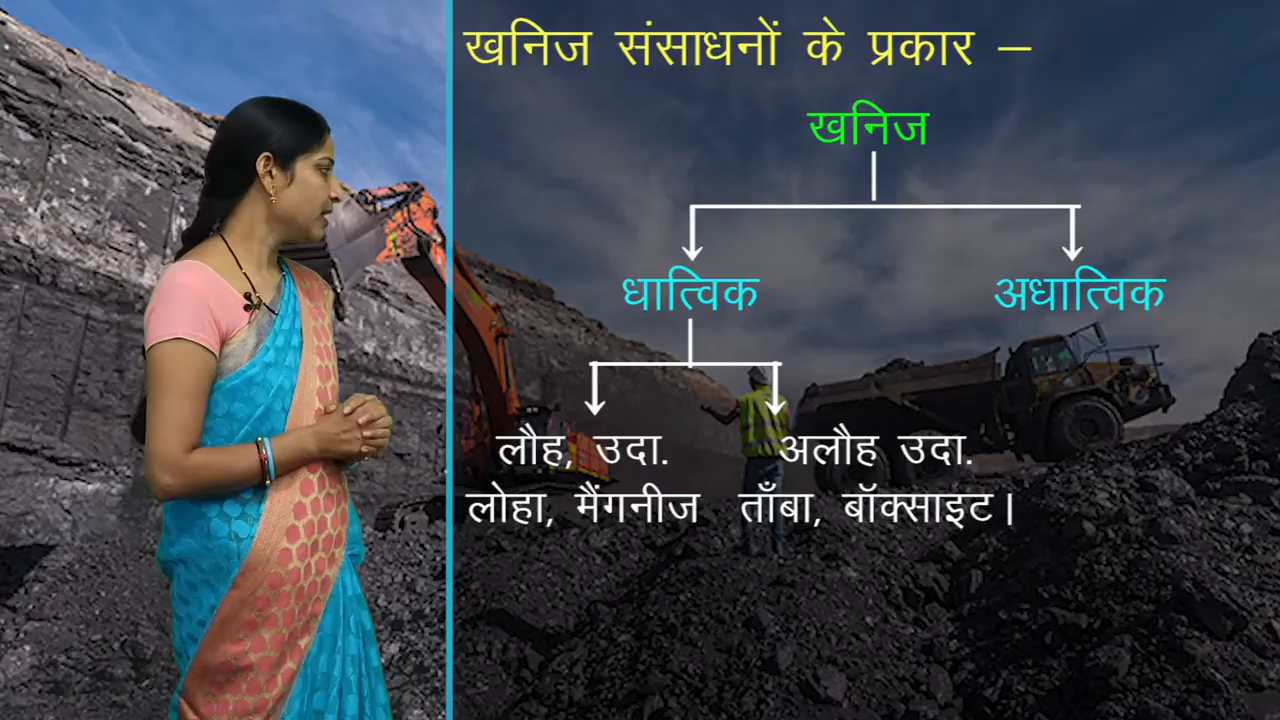 खनिज संसाधनों के प्रकार –
खनिज
धात्विक अधात्विक
लौह, उदा. अलौह उदा.
लोहा, मैंगनीज ताँबा, बॉक्साइट।